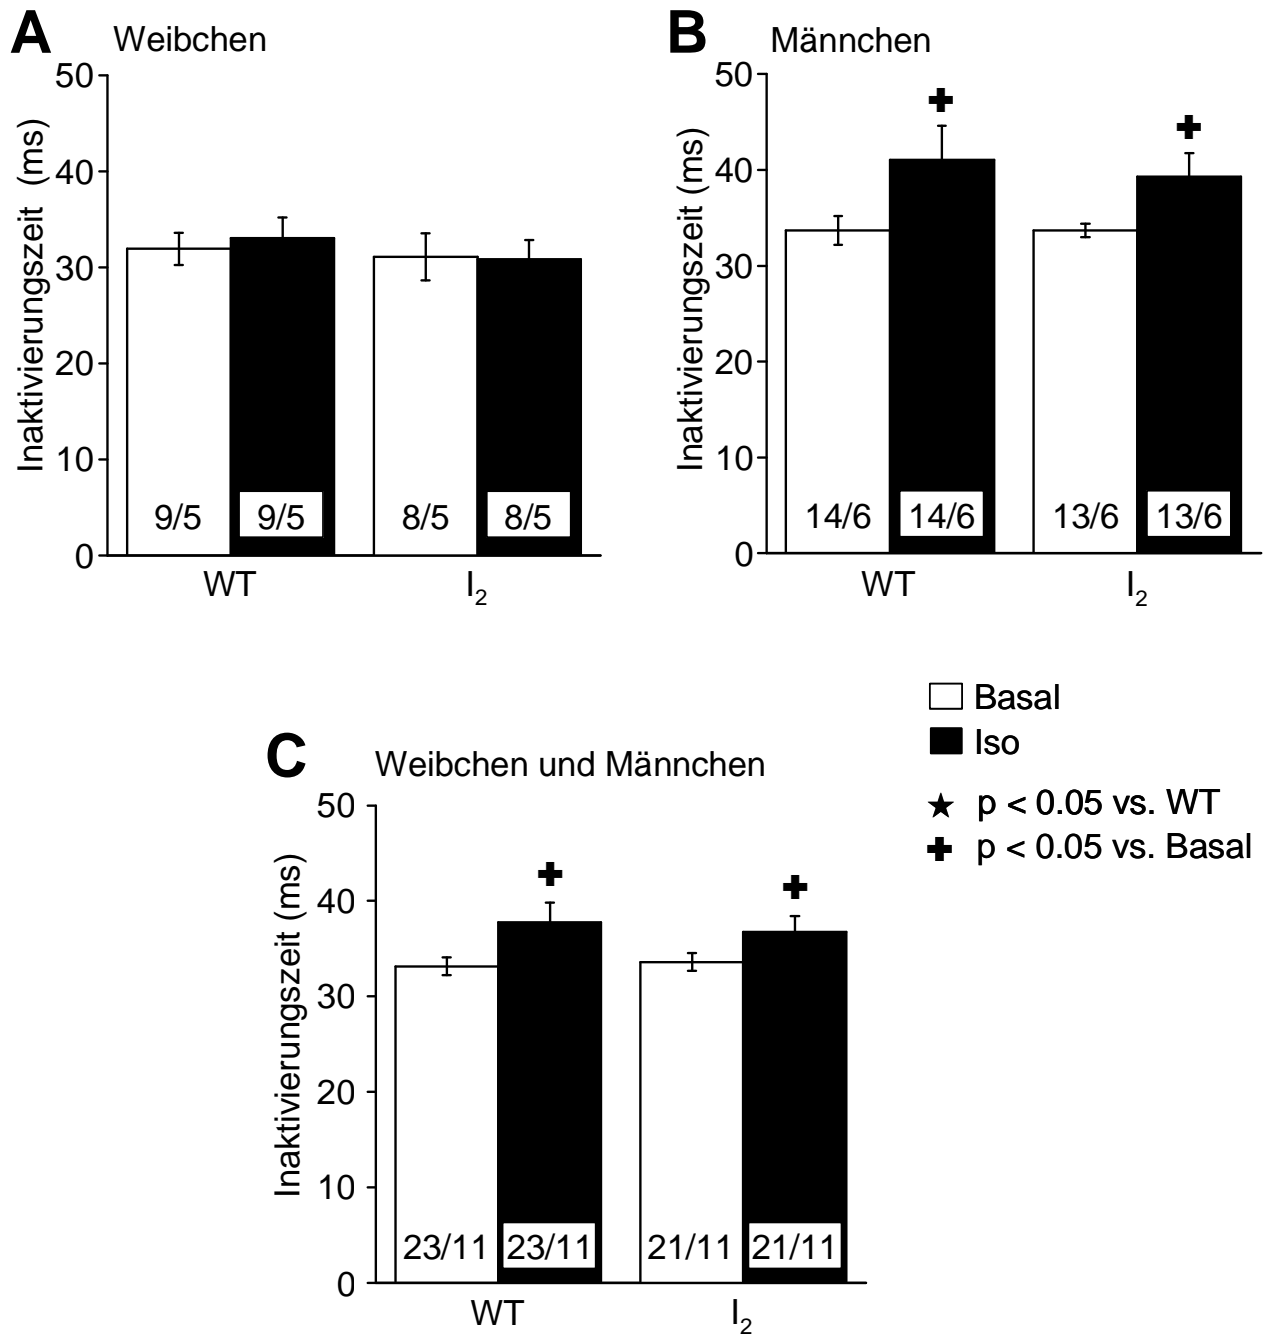 A Weibchen
50
40
30
20
10
0
Inaktivierungszeit (ms)
9/5 9/5 8/5 8/5
WT I₂
B Männchen
50
40
30
20
10
0
Inaktivierungszeit (ms)
14/6 14/6 13/6 13/6
WT I₂
Basal
Iso
★ p < 0.05 vs. WT
✚ p < 0.05 vs. Basal
C Weibchen und Männchen
50
40
30
20
10
0
Inaktivierungszeit (ms)
23/11 23/11 21/11 21/11
WT I₂